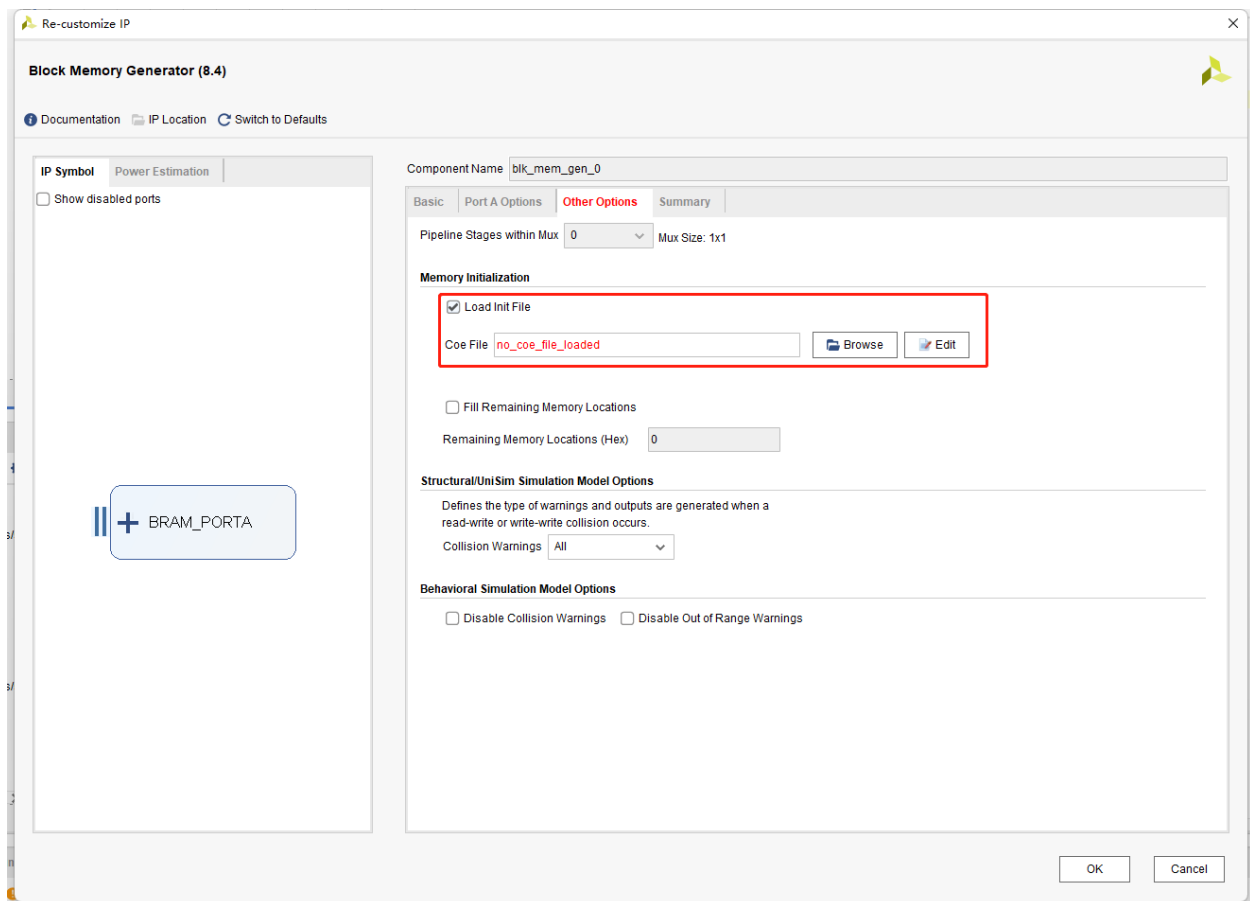 Re-customize IP
Block Memory Generator (8.4)
Documentation IP Location Switch to Defaults
IP Symbol Power Estimation
Show disabled ports
BRAM_PORTA
Component Name blk_mem_gen_0
Basic Port A Options Other Options Summary
Pipeline Stages within Mux 0 Mux Size: 1x1
Memory Initialization
Load Init File
Coe File no_coe_file_loaded Browse Edit
Fill Remaining Memory Locations
Remaining Memory Locations (Hex) 0
Structural/UniSim Simulation Model Options
Defines the type of warnings and outputs are generated when a
read-write or write-write collision occurs.
Collision Warnings All
Behavioral Simulation Model Options
Disable Collision Warnings Disable Out of Range Warnings
OK Cancel